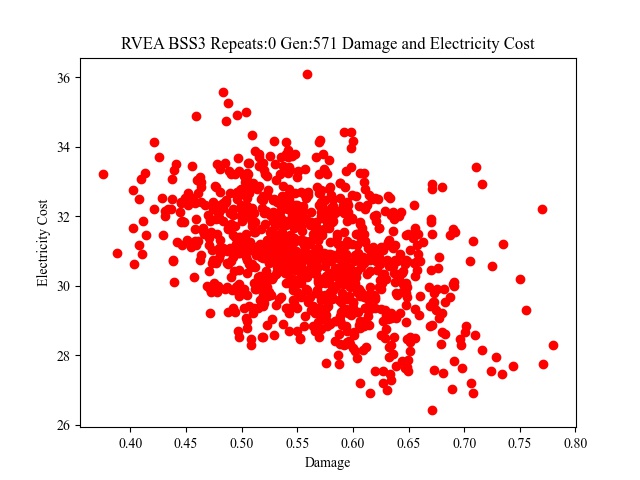 RVEA BSS3 Repeats:0 Gen:571 Damage and Electricity Cost
36
34
32
30
28
26
Electricity Cost
0.40 0.45 0.50 0.55 0.60 0.65 0.70 0.75 0.80
Damage